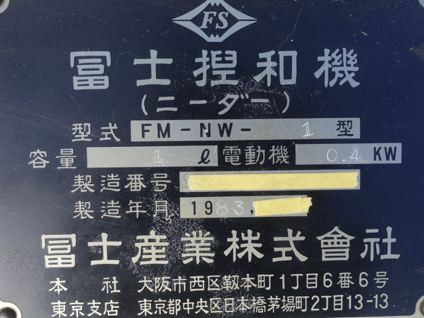 FS
冨士揑和機
(ニーダー)
型式 FM-NW- 1 型
容量 1 ℓ 電動機 0.4 KW
製造番号
製造年月 1983.
冨士産業株式會社
本社 大阪市西区靱本町1丁目6番6号
東京支店 東京都中央区日本橋茅場町2丁目13-13